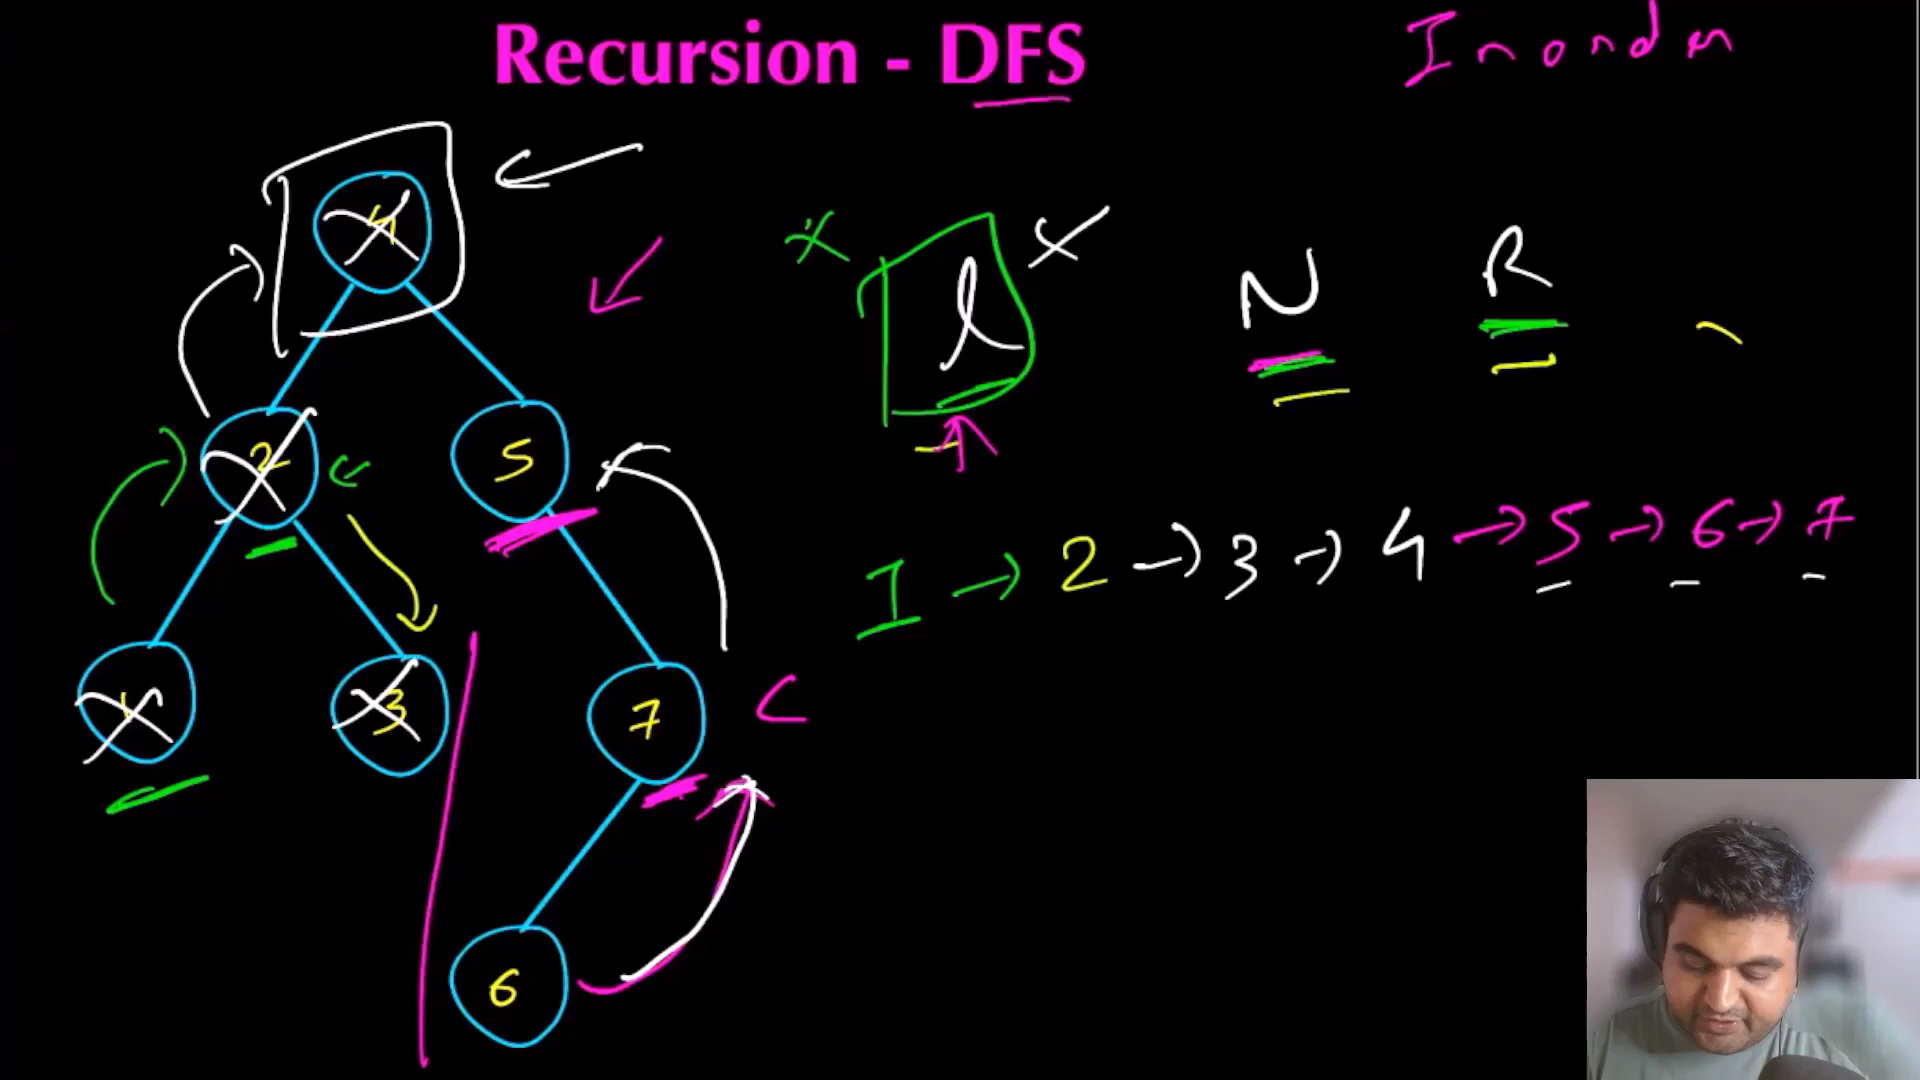 Recursion - DFS
Inorder
4
l N R
2 5
1 → 2 → 3 → 4 → 5 → 6 → 7
1 3 7
6